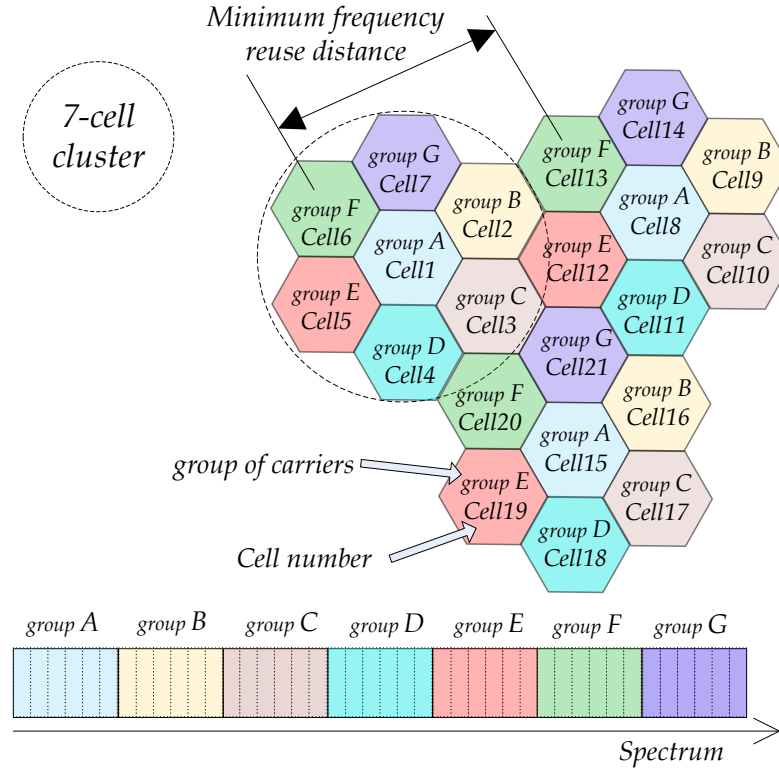 Minimum frequency
reuse distance
7-cell
cluster
group G
Cell14
group F
Cell13
group B
Cell9
group G
Cell7
group A
Cell8
group B
Cell2
group F
Cell6
group A
Cell1
group E
Cell12
group C
Cell10
group E
Cell5
group C
Cell3
group D
Cell11
group D
Cell4
group G
Cell21
group F
Cell20
group B
Cell16
group A
Cell15
group of carriers
group E
Cell19
group C
Cell17
group D
Cell18
Cell number
group A group B group C group D group E group F group G
Spectrum